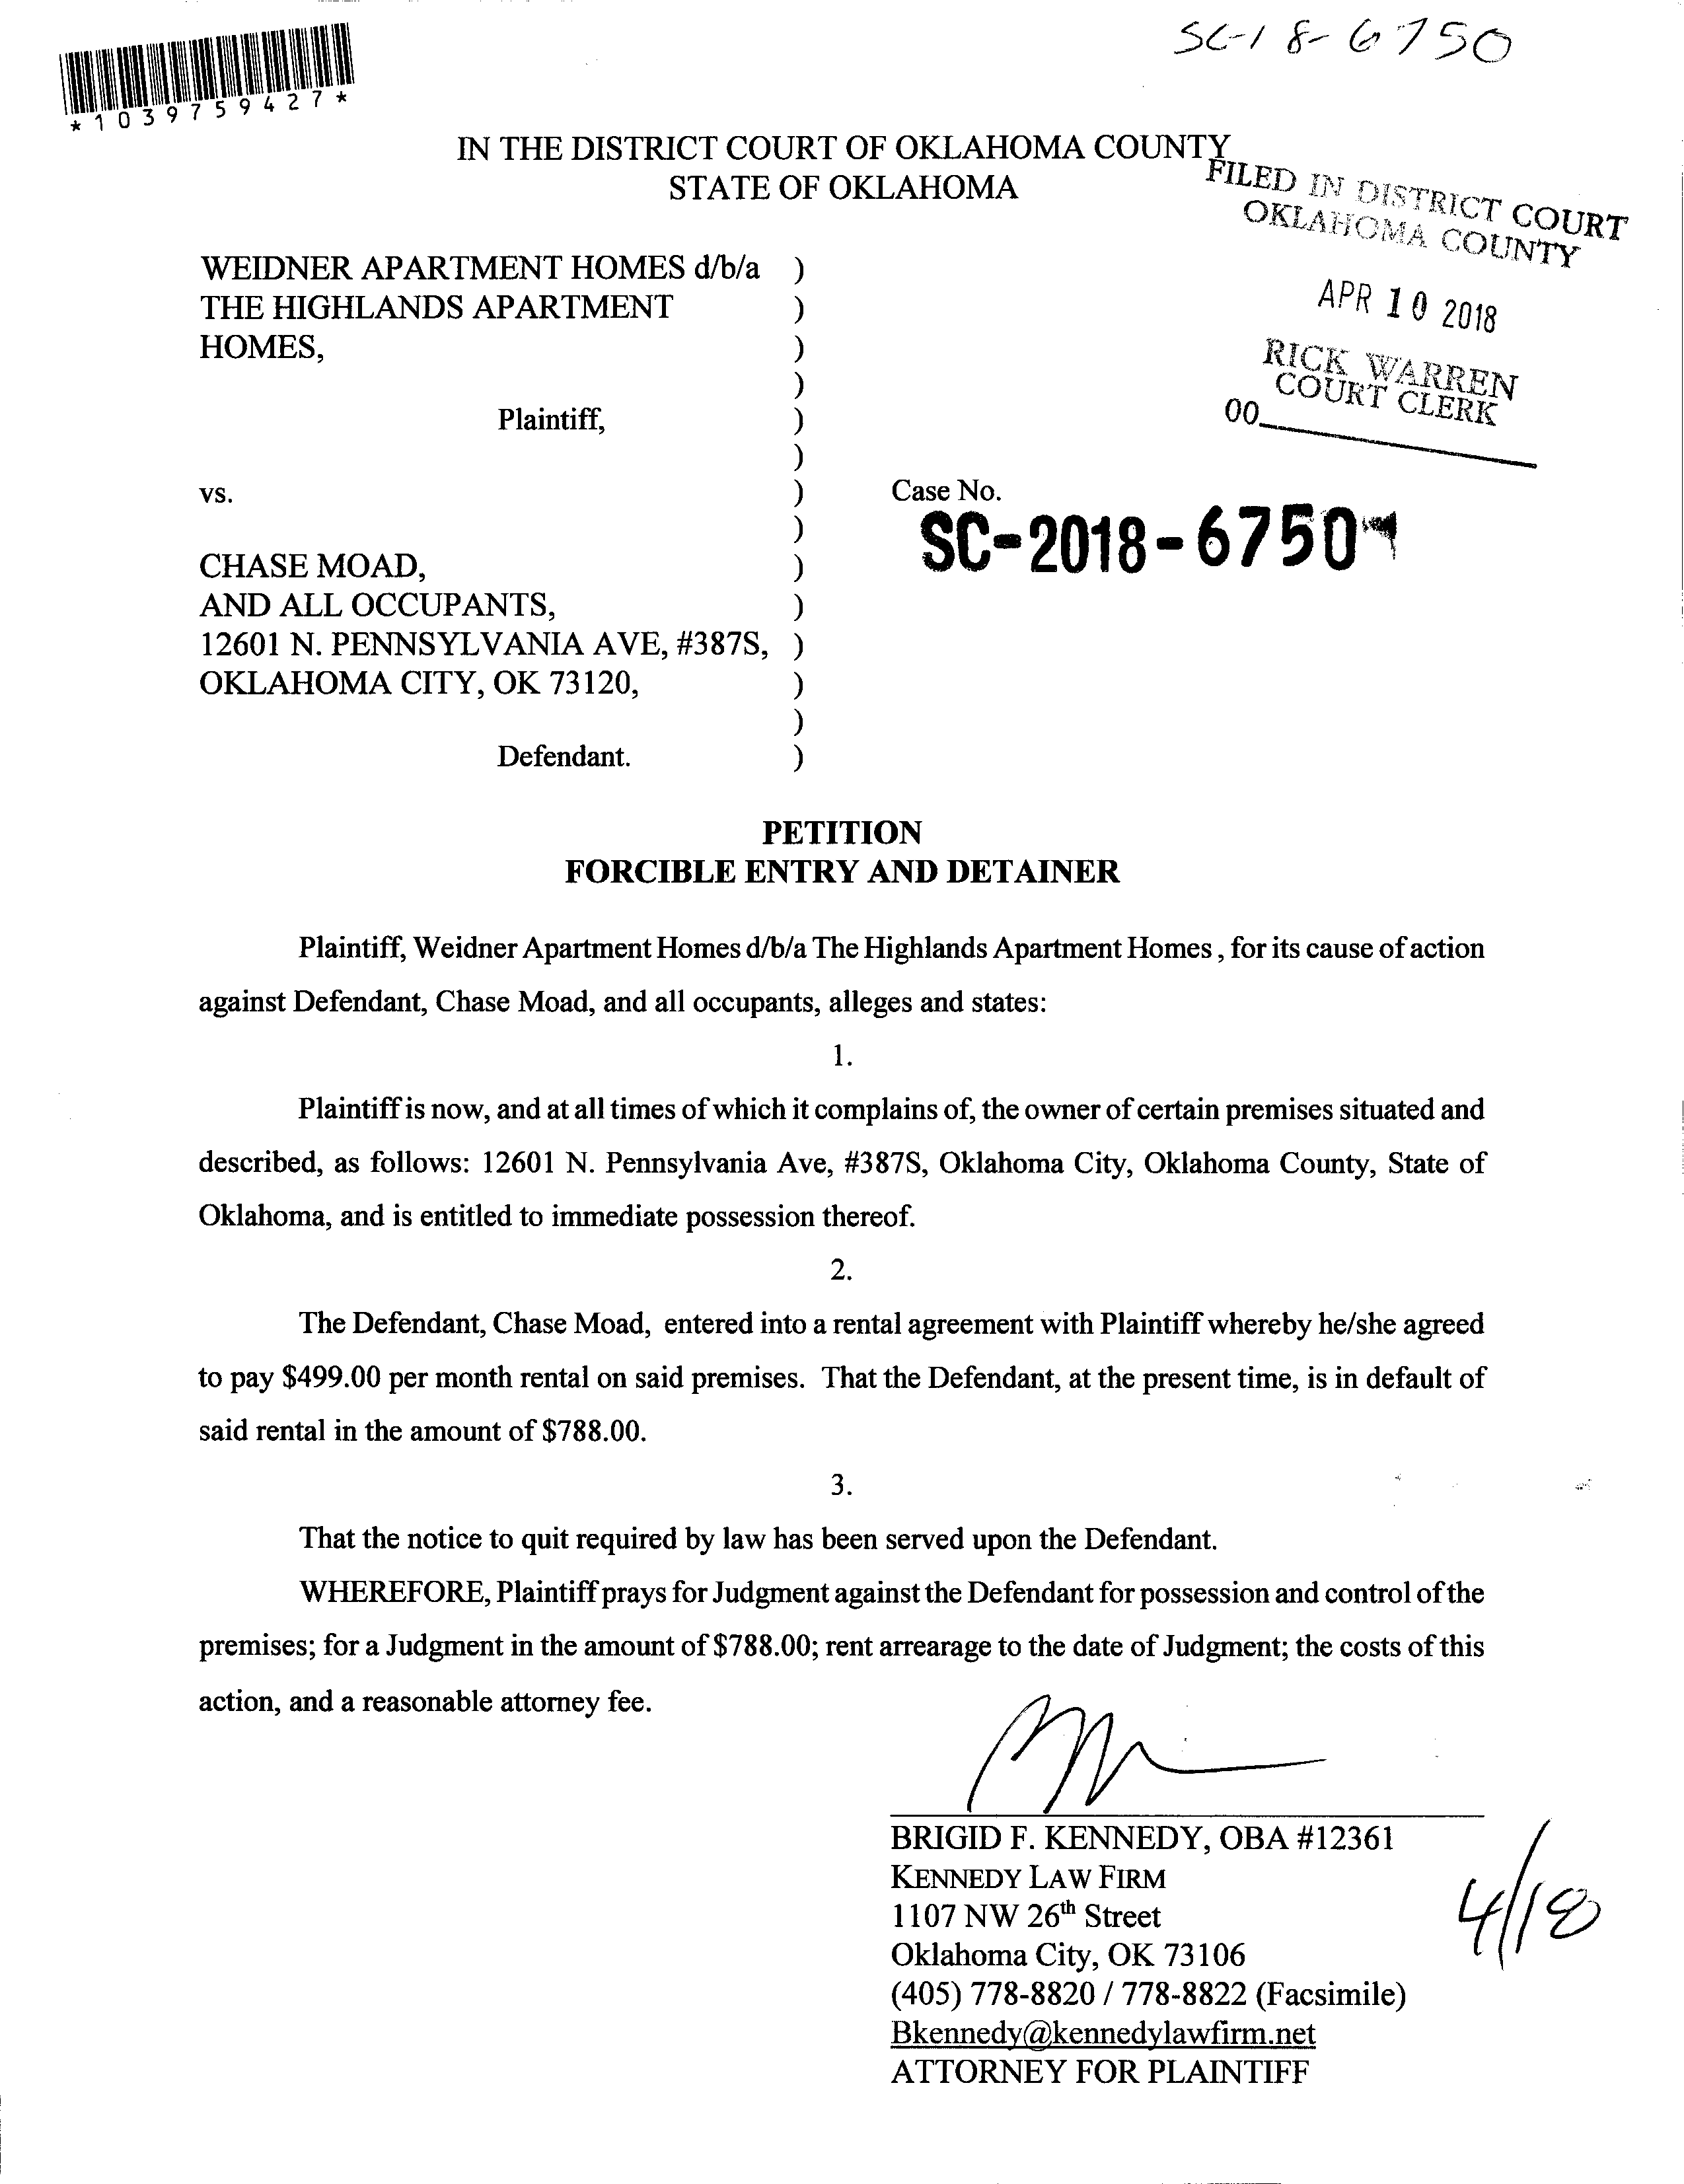 SC-18-6750
*1039759427*
IN THE DISTRICT COURT OF OKLAHOMA COUNTY
STATE OF OKLAHOMA
FILED IN DISTRICT COURT
OKLAHOMA COUNTY
APR 10 2018
RICK WARREN
COURT CLERK
00
WEIDNER APARTMENT HOMES d/b/a )
THE HIGHLANDS APARTMENT )
HOMES, )
)
Plaintiff, )
)
vs. )
)
CHASE MOAD, )
AND ALL OCCUPANTS, )
12601 N. PENNSYLVANIA AVE, #387S, )
OKLAHOMA CITY, OK 73120, )
)
Defendant. )
Case No.
SC-2018-6750
PETITION
FORCIBLE ENTRY AND DETAINER
Plaintiff, Weidner Apartment Homes d/b/a The Highlands Apartment Homes , for its cause of action
against Defendant, Chase Moad, and all occupants, alleges and states:
1.
Plaintiff is now, and at all times of which it complains of, the owner of certain premises situated and
described, as follows: 12601 N. Pennsylvania Ave, #387S, Oklahoma City, Oklahoma County, State of
Oklahoma, and is entitled to immediate possession thereof.
2.
The Defendant, Chase Moad, entered into a rental agreement with Plaintiff whereby he/she agreed
to pay $499.00 per month rental on said premises. That the Defendant, at the present time, is in default of
said rental in the amount of $788.00.
3.
That the notice to quit required by law has been served upon the Defendant.
WHEREFORE, Plaintiff prays for Judgment against the Defendant for possession and control of the
premises; for a Judgment in the amount of $788.00; rent arrearage to the date of Judgment; the costs of this
action, and a reasonable attorney fee.
BRIGID F. KENNEDY, OBA #12361
KENNEDY LAW FIRM
1107 NW 26th Street
Oklahoma City, OK 73106
(405) 778-8820 / 778-8822 (Facsimile)
Bkennedy@kennedylawfirm.net
ATTORNEY FOR PLAINTIFF
4/18